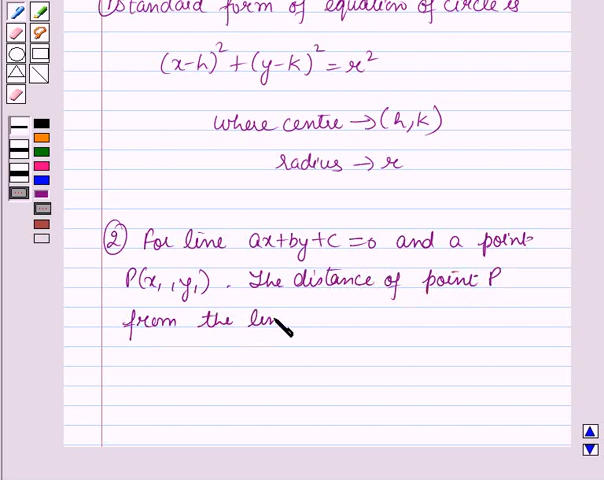 ① Standard form of equation of circle is
(x-h)² + (y-k)² = r²
where centre → (h, k)
radius → r
② For line ax+by+c = 0 and a point
P(x₁, y₁). The distance of point P
from the lin